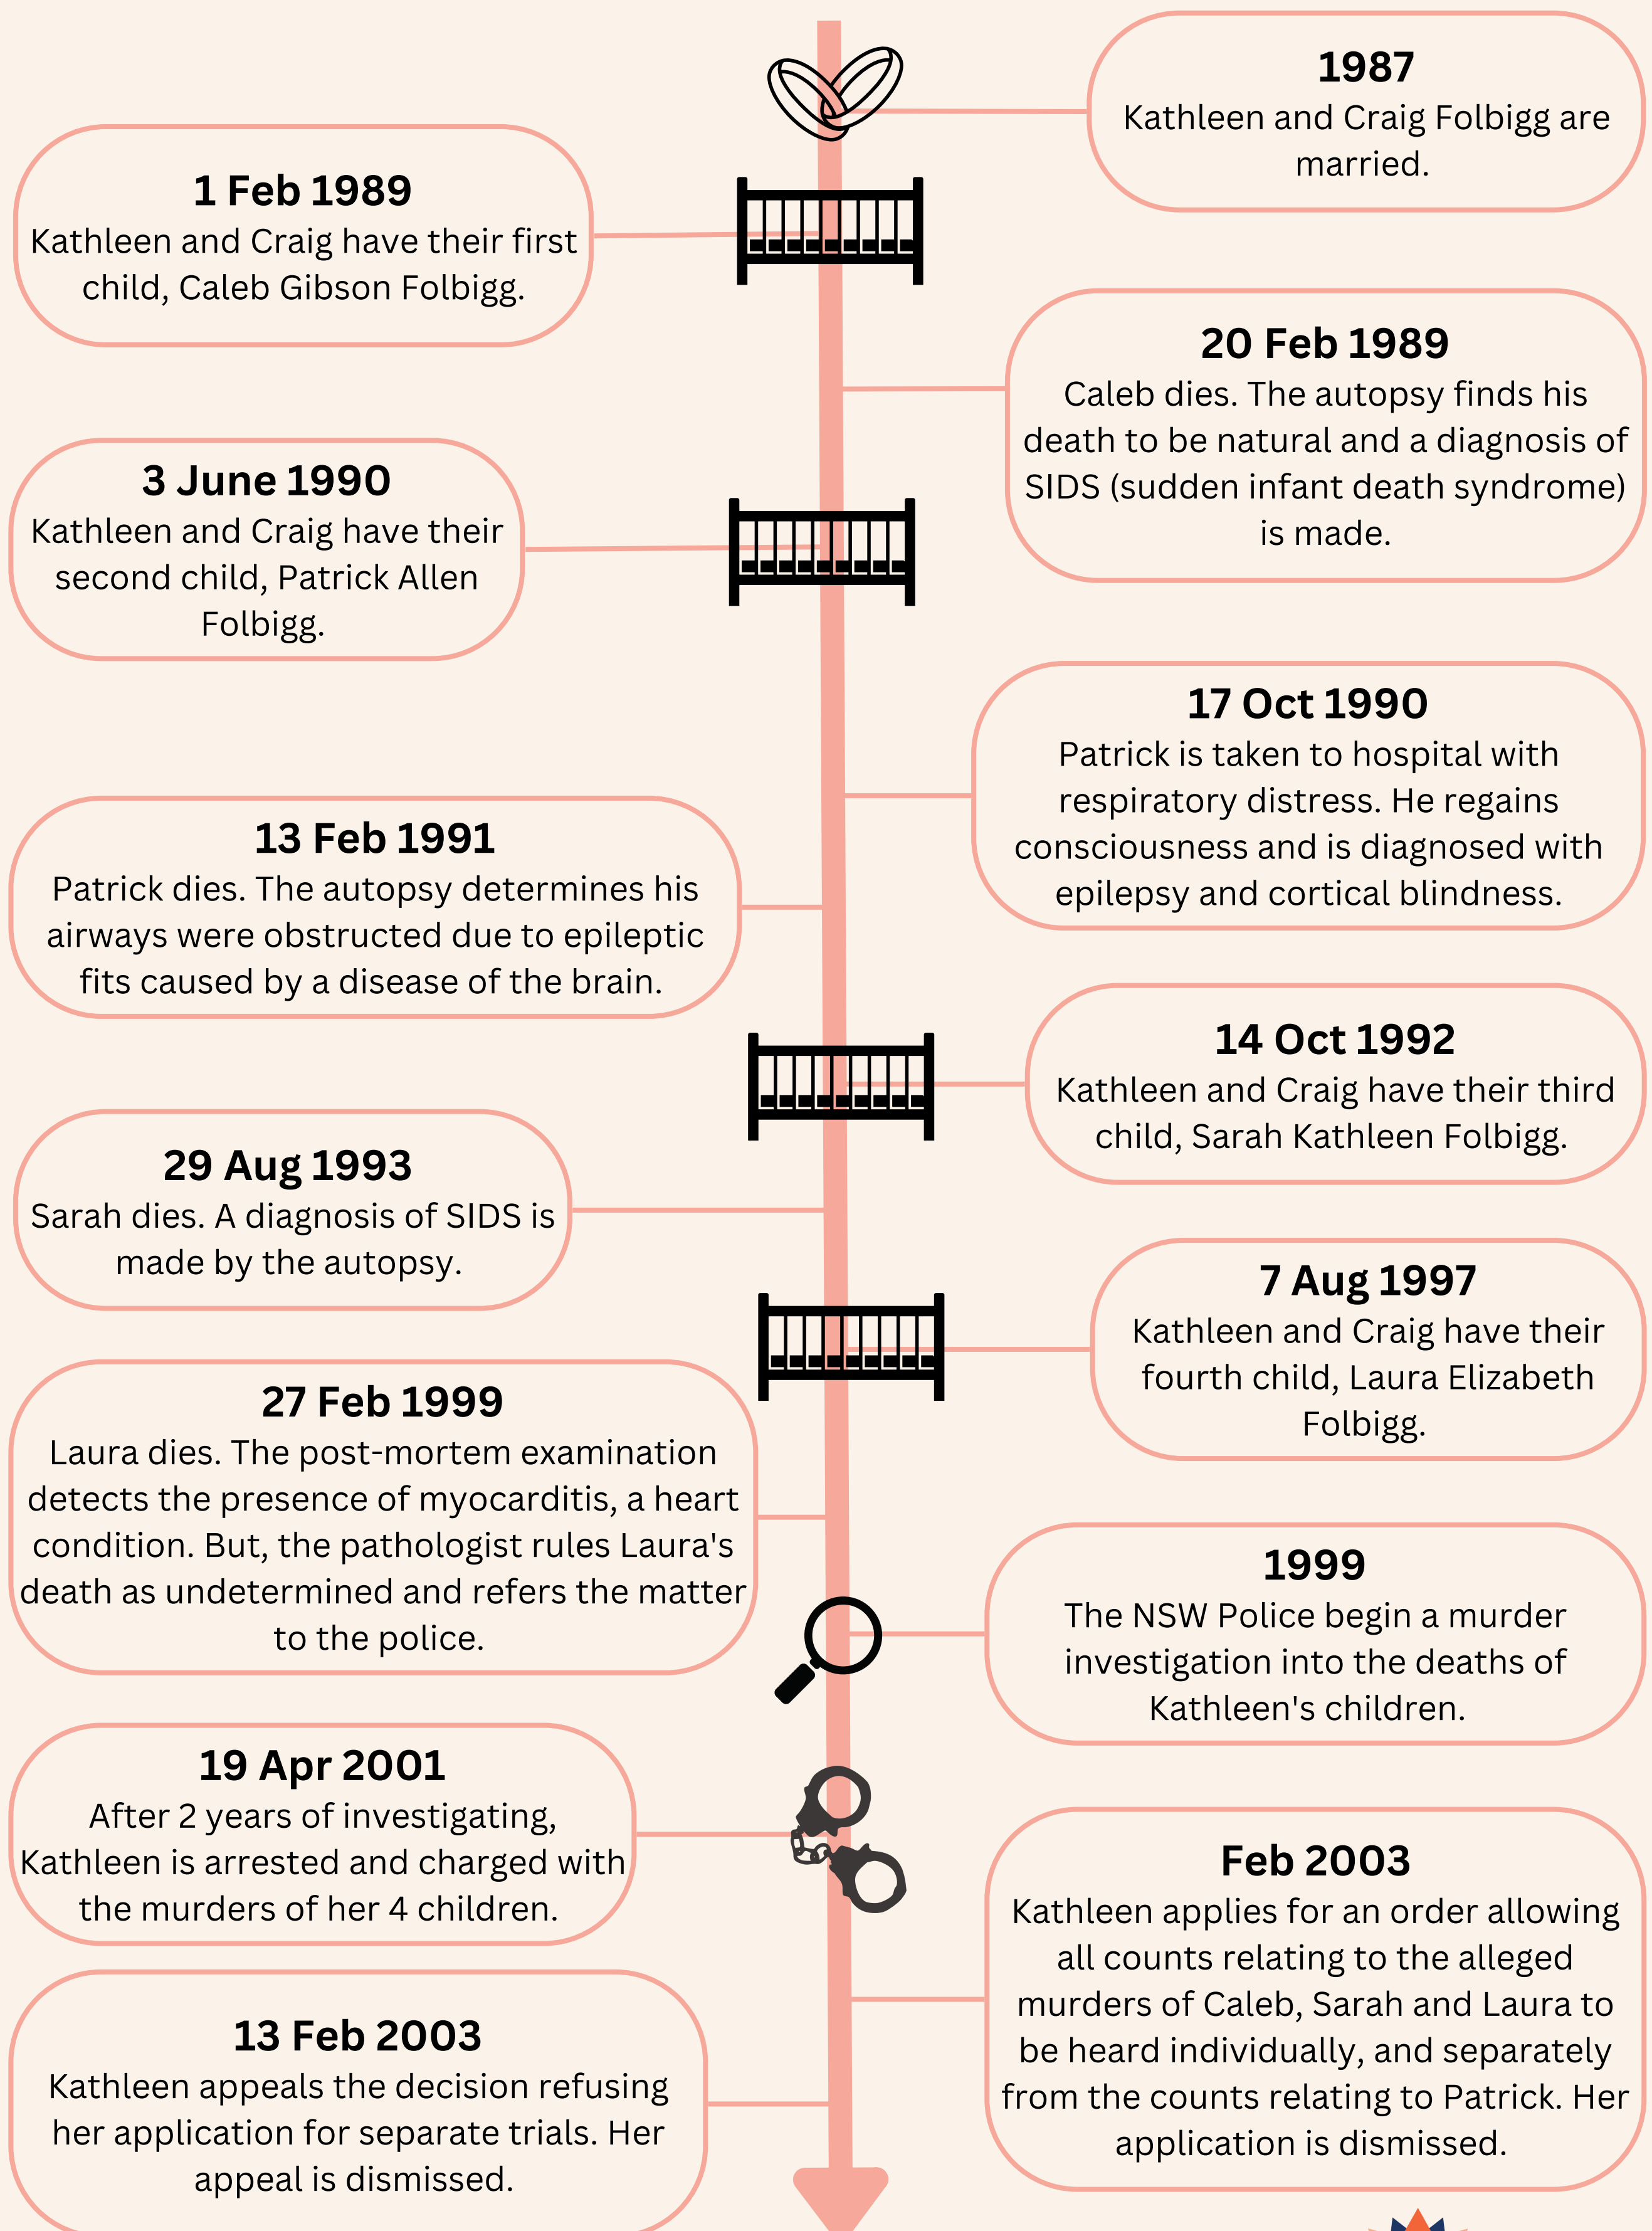 1987
Kathleen and Craig Folbigg are
married.
1 Feb 1989
Kathleen and Craig have their first
child, Caleb Gibson Folbigg.
20 Feb 1989
Caleb dies. The autopsy finds his
death to be natural and a diagnosis of
SIDS (sudden infant death syndrome)
is made.
3 June 1990
Kathleen and Craig have their
second child, Patrick Allen
Folbigg.
17 Oct 1990
Patrick is taken to hospital with
respiratory distress. He regains
consciousness and is diagnosed with
epilepsy and cortical blindness.
13 Feb 1991
Patrick dies. The autopsy determines his
airways were obstructed due to epileptic
fits caused by a disease of the brain.
14 Oct 1992
Kathleen and Craig have their third
child, Sarah Kathleen Folbigg.
29 Aug 1993
Sarah dies. A diagnosis of SIDS is
made by the autopsy.
7 Aug 1997
Kathleen and Craig have their
fourth child, Laura Elizabeth
Folbigg.
27 Feb 1999
Laura dies. The post-mortem examination
detects the presence of myocarditis, a heart
condition. But, the pathologist rules Laura's
death as undetermined and refers the matter
to the police.
1999
The NSW Police begin a murder
investigation into the deaths of
Kathleen's children.
19 Apr 2001
After 2 years of investigating,
Kathleen is arrested and charged with
the murders of her 4 children.
Feb 2003
Kathleen applies for an order allowing
all counts relating to the alleged
murders of Caleb, Sarah and Laura to
be heard individually, and separately
from the counts relating to Patrick. Her
application is dismissed.
13 Feb 2003
Kathleen appeals the decision refusing
her application for separate trials. Her
appeal is dismissed.